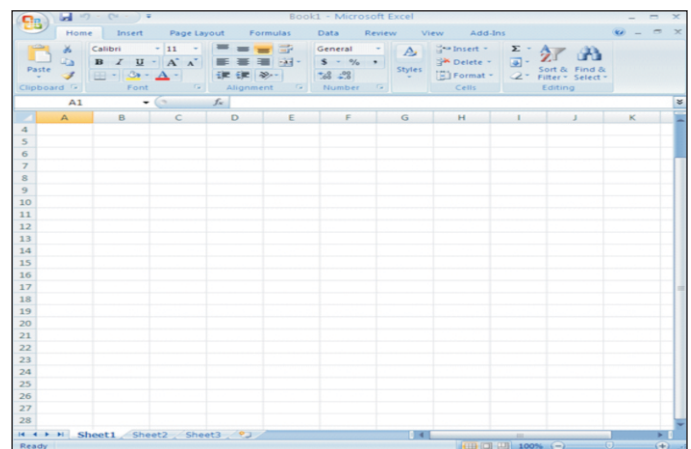 Book1 - Microsoft Excel
Home Insert Page Layout Formulas Data Review View Add-Ins
Calibri 11 General Insert Σ
B I U A A $ % , Delete
Paste A Styles Format Sort & Filter Find & Select
Clipboard Font Alignment Number Cells Editing
A1 fx
A B C D E F G H I J K
4
5
6
7
8
9
10
11
12
13
14
15
16
17
18
19
20
21
22
23
24
25
26
27
28
Sheet1 Sheet2 Sheet3
Ready 100%